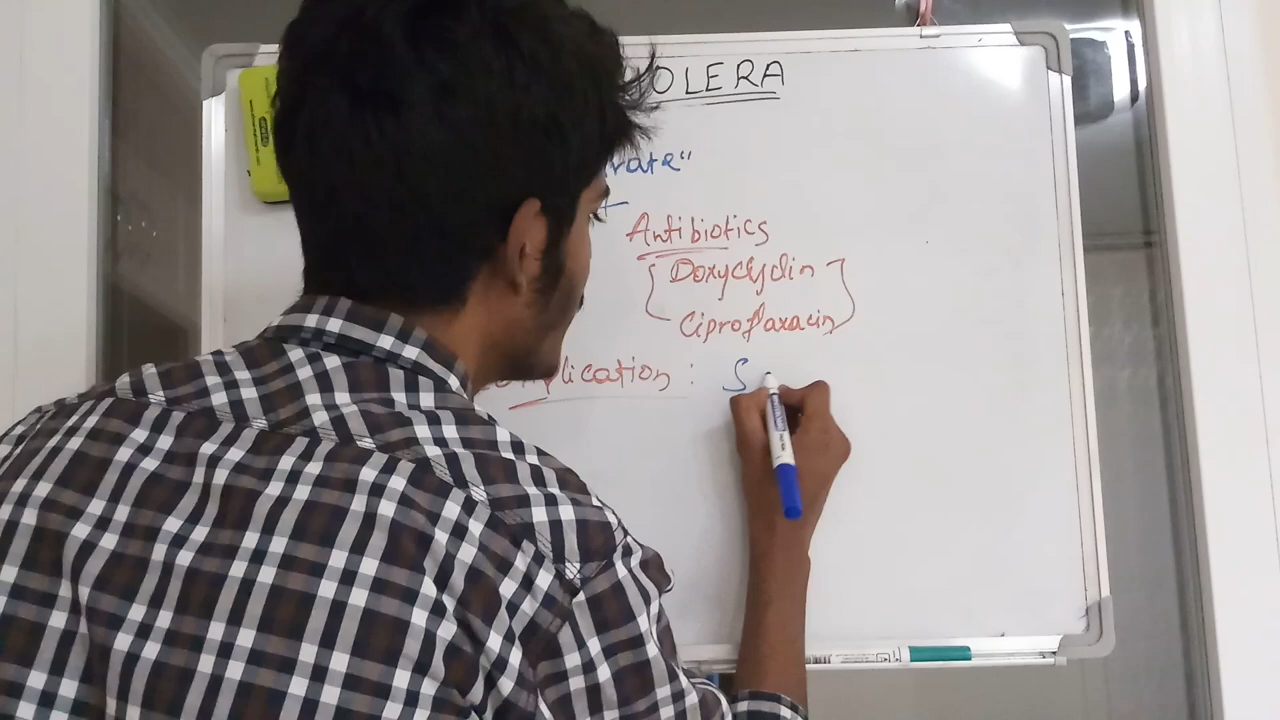 OLERA
rate"
Antibiotics
Doxycyclin
Ciproflaxacin
plication : S